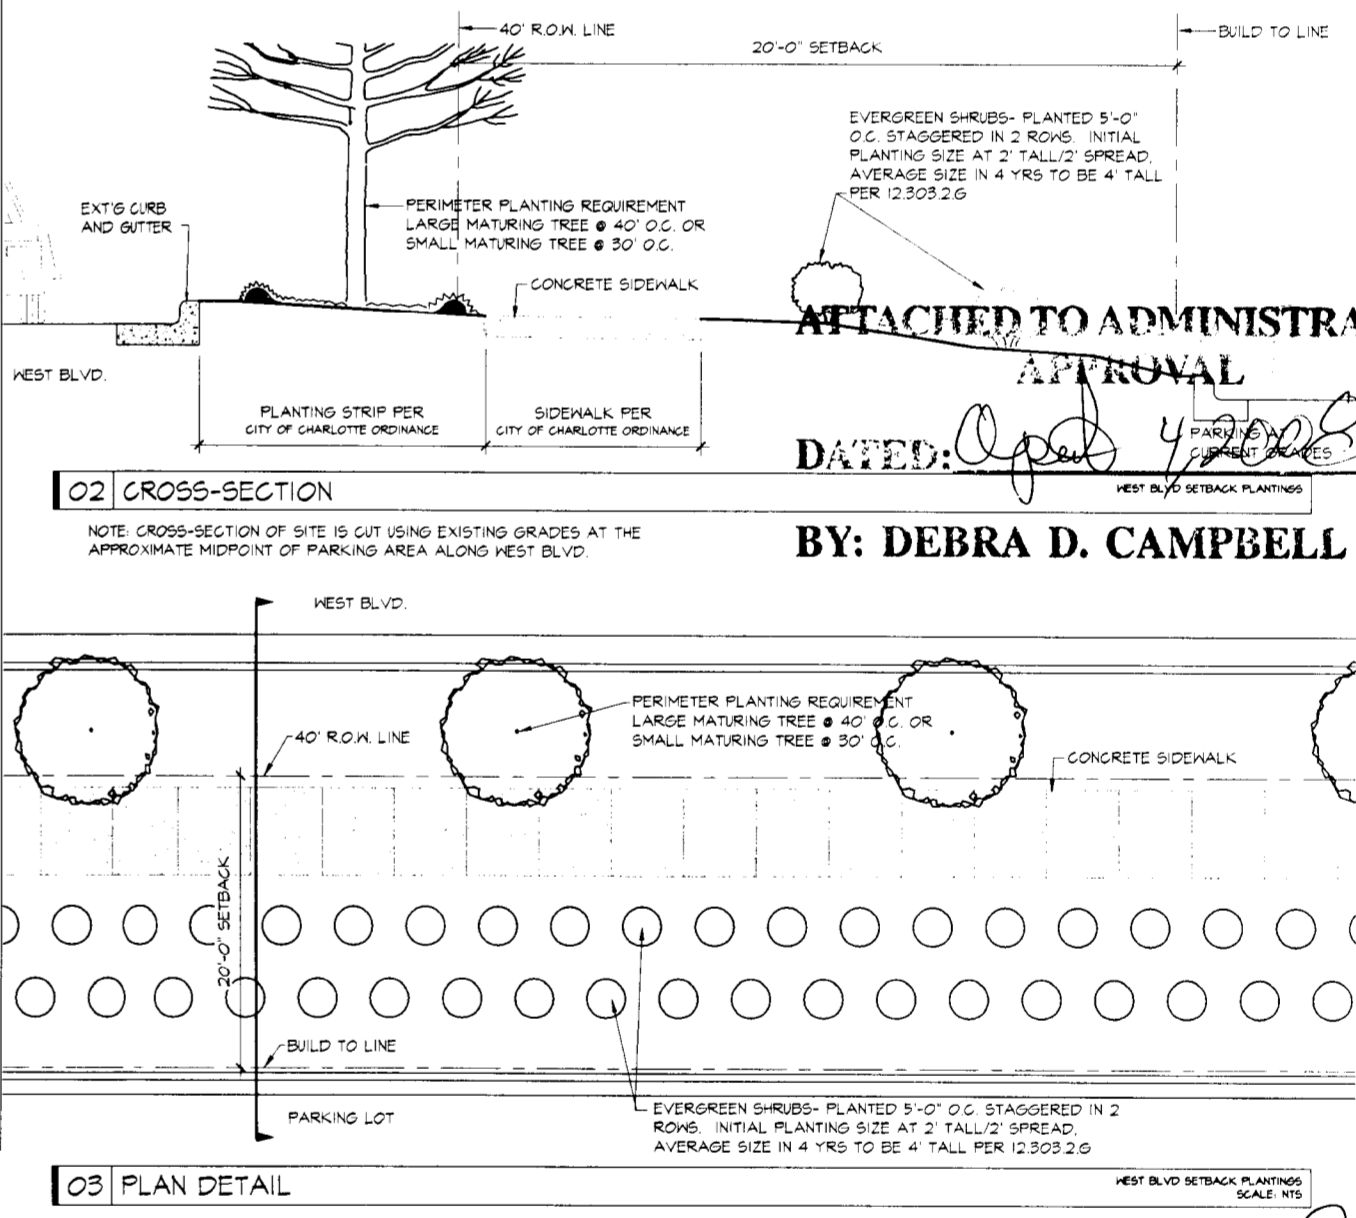 40' R.O.W. LINE
BUILD TO LINE
20'-0" SETBACK
EVERGREEN SHRUBS- PLANTED 5'-0"
O.C. STAGGERED IN 2 ROWS. INITIAL
PLANTING SIZE AT 2' TALL/2' SPREAD,
AVERAGE SIZE IN 4 YRS TO BE 4' TALL
PER 12.303.2.G
EXT'G CURB
AND GUTTER
PERIMETER PLANTING REQUIREMENT
LARGE MATURING TREE @ 40' O.C. OR
SMALL MATURING TREE @ 30' O.C.
CONCRETE SIDEWALK
ATTACHED TO ADMINISTRA
APPROVAL
WEST BLVD.
PLANTING STRIP PER
CITY OF CHARLOTTE ORDINANCE
SIDEWALK PER
CITY OF CHARLOTTE ORDINANCE
PARKING AT
CURRENT GRADES
DATED: April 4, 2008
02 CROSS-SECTION
WEST BLVD SETBACK PLANTINGS
NOTE: CROSS-SECTION OF SITE IS CUT USING EXISTING GRADES AT THE
APPROXIMATE MIDPOINT OF PARKING AREA ALONG WEST BLVD.
BY: DEBRA D. CAMPBELL
WEST BLVD.
PERIMETER PLANTING REQUIREMENT
LARGE MATURING TREE @ 40' O.C. OR
SMALL MATURING TREE @ 30' O.C.
40' R.O.W. LINE
CONCRETE SIDEWALK
20'-0" SETBACK
BUILD TO LINE
PARKING LOT
EVERGREEN SHRUBS- PLANTED 5'-0" O.C. STAGGERED IN 2
ROWS. INITIAL PLANTING SIZE AT 2' TALL/2' SPREAD,
AVERAGE SIZE IN 4 YRS TO BE 4' TALL PER 12.303.2.G
03 PLAN DETAIL
WEST BLVD SETBACK PLANTINGS
SCALE: NTS